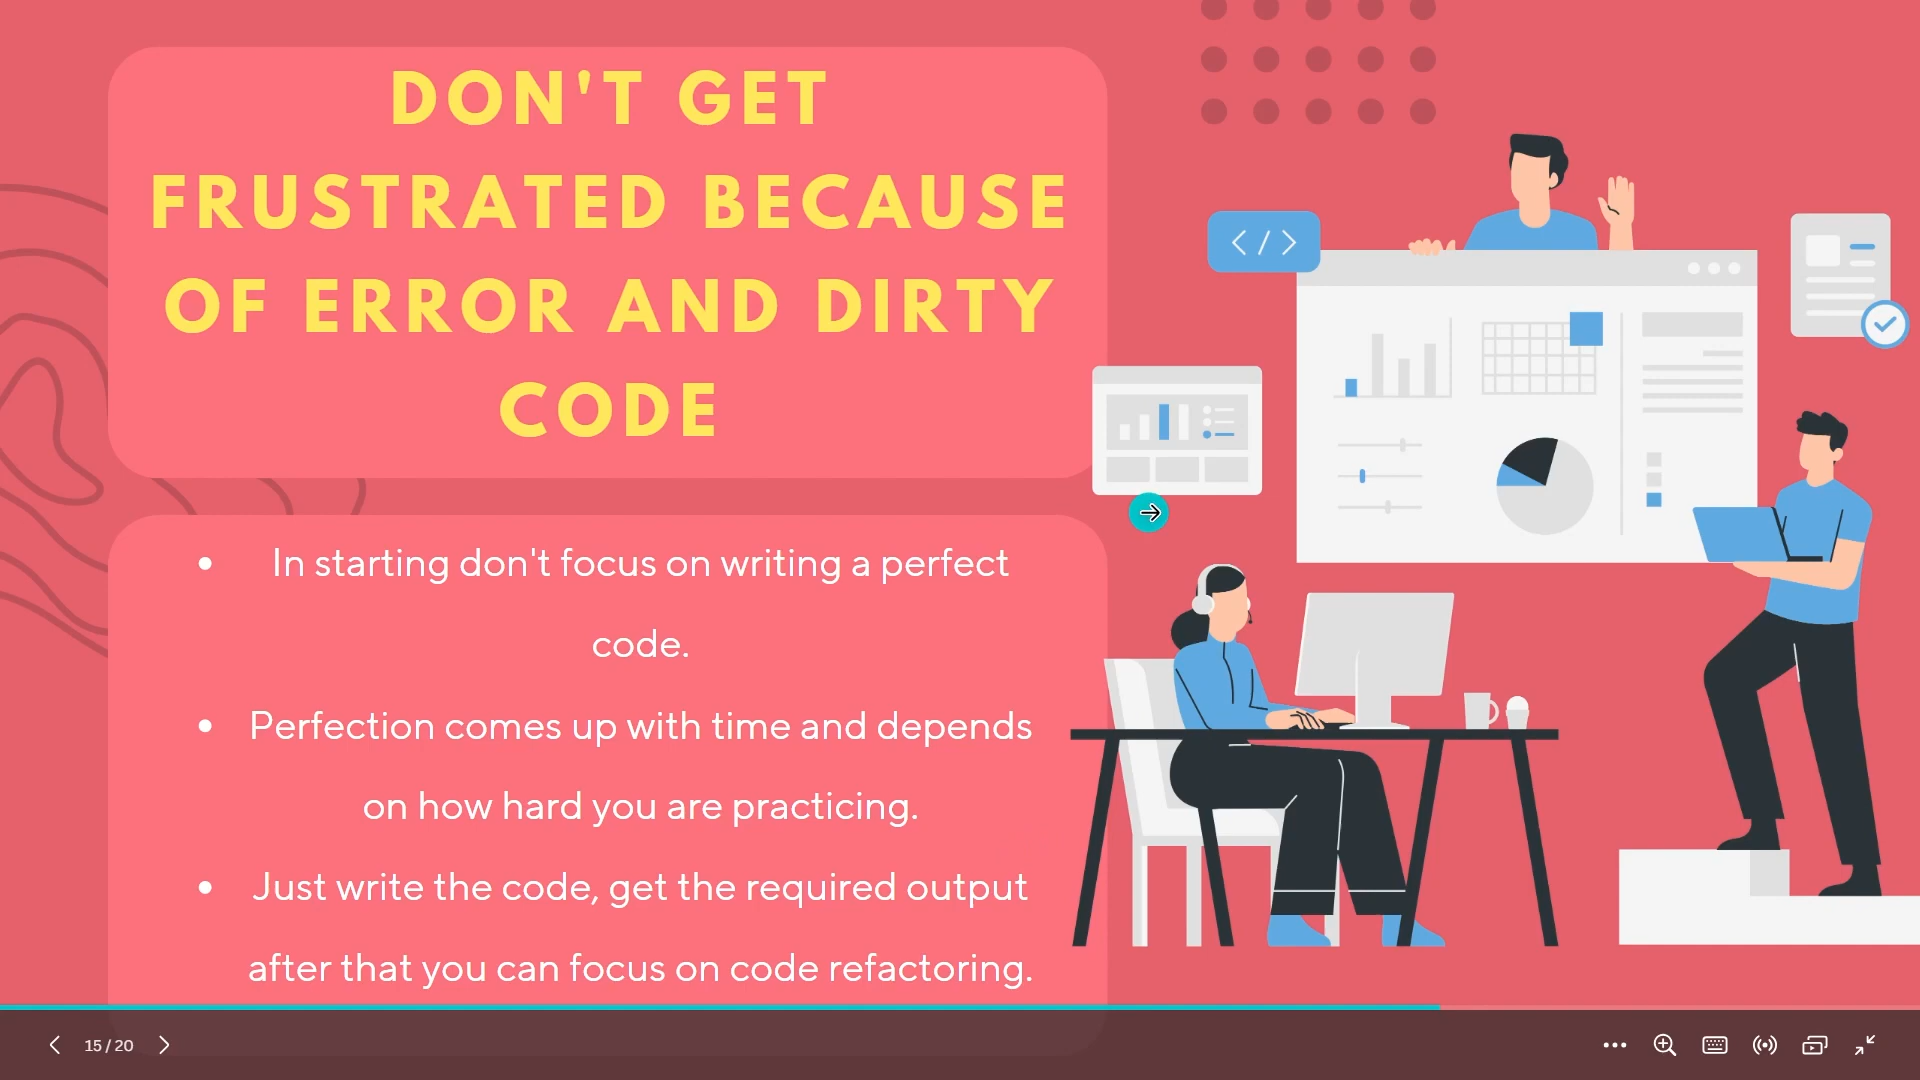 DON'T GET
FRUSTRATED BECAUSE
OF ERROR AND DIRTY
CODE
</>
• In starting don't focus on writing a perfect
code.
• Perfection comes up with time and depends
on how hard you are practicing.
• Just write the code, get the required output
after that you can focus on code refactoring.
15 / 20